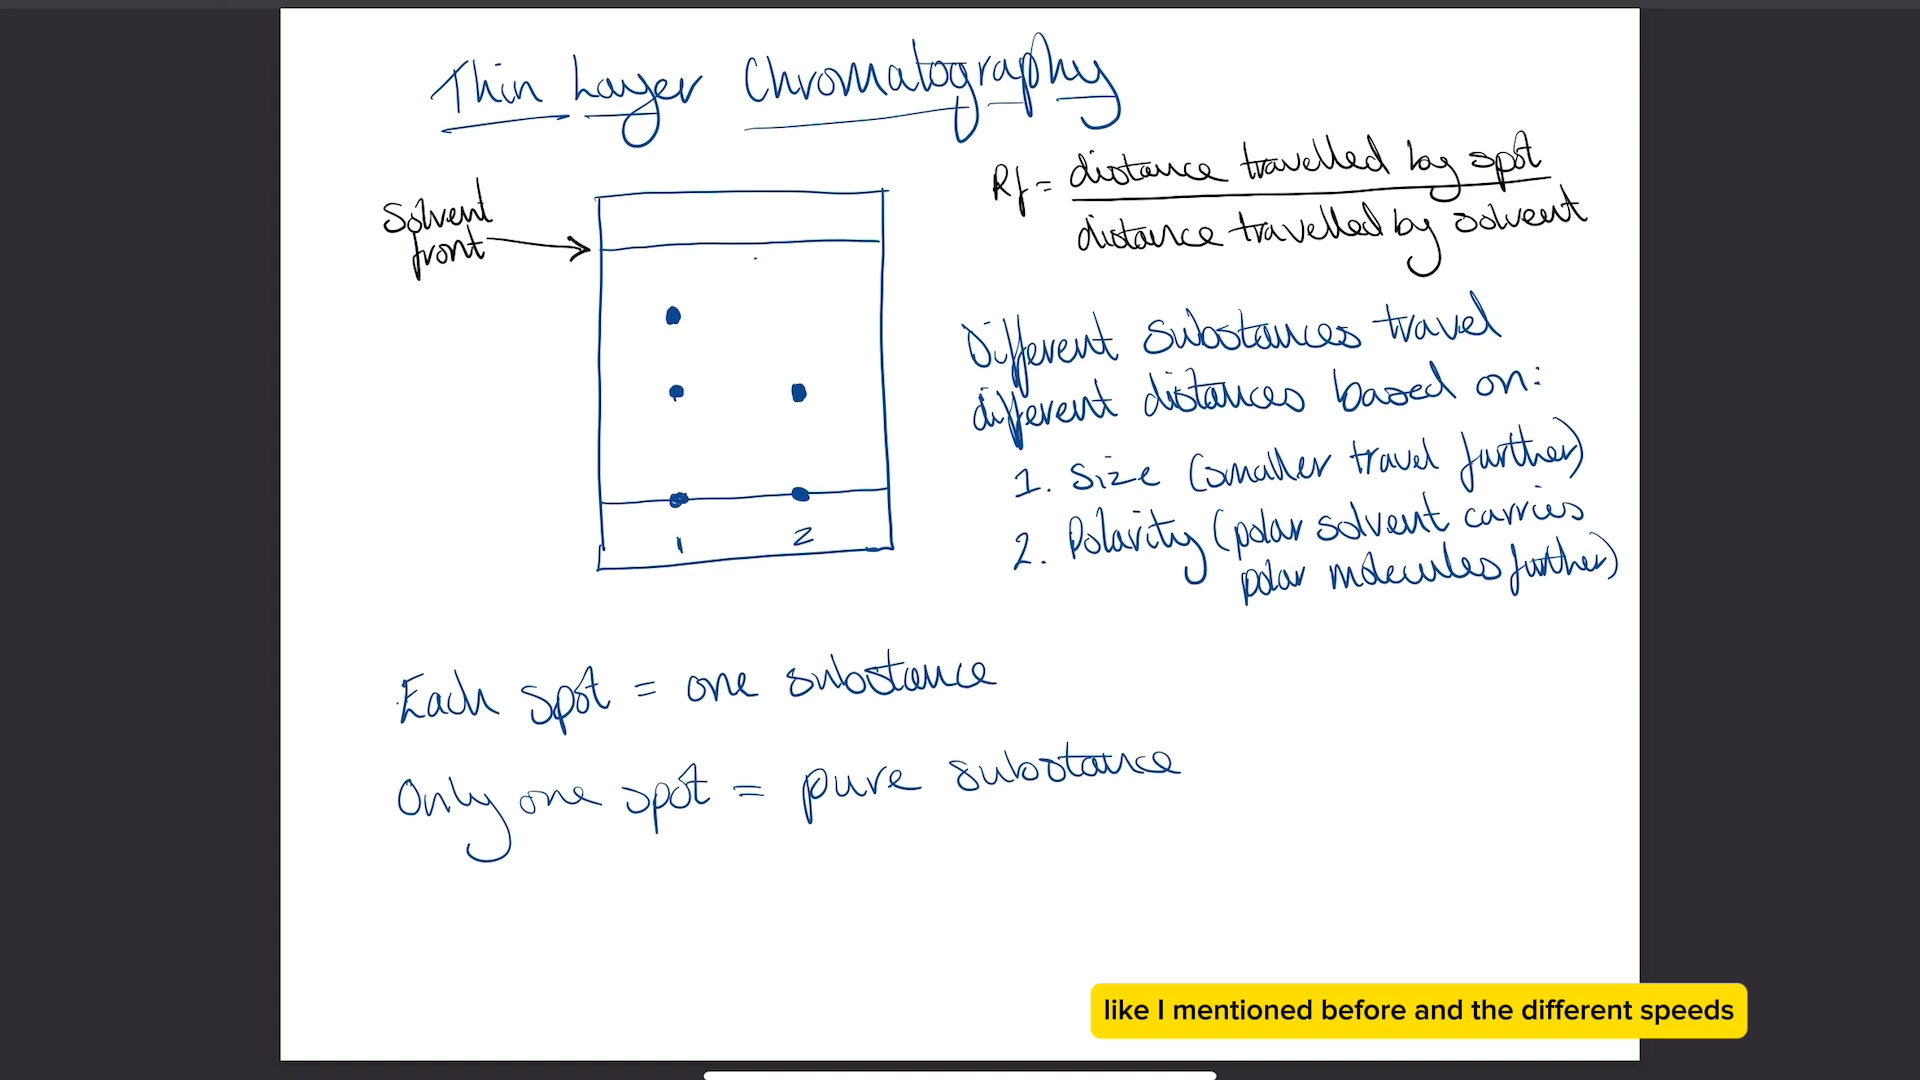 Thin Layer Chromatography
Rf = distance travelled by spot
distance travelled by solvent
Solvent
front
Different substances travel
different distances based on:
1. Size (smaller travel further)
2. Polarity (polar solvent carries
polar molecules further)
1 2
Each spot = one substance
Only one spot = pure substance
like I mentioned before and the different speeds